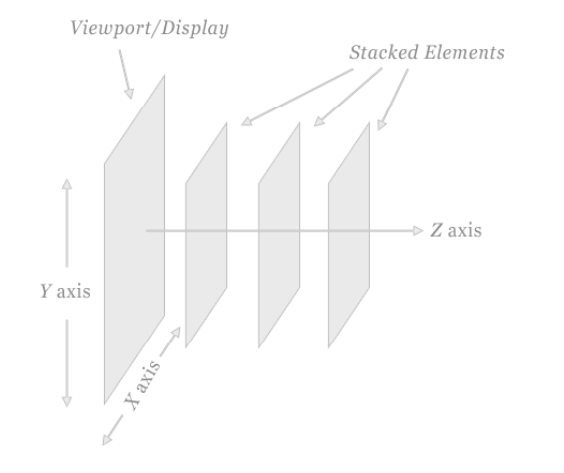 Viewport/Display
Stacked Elements
Z axis
Y axis
X axis